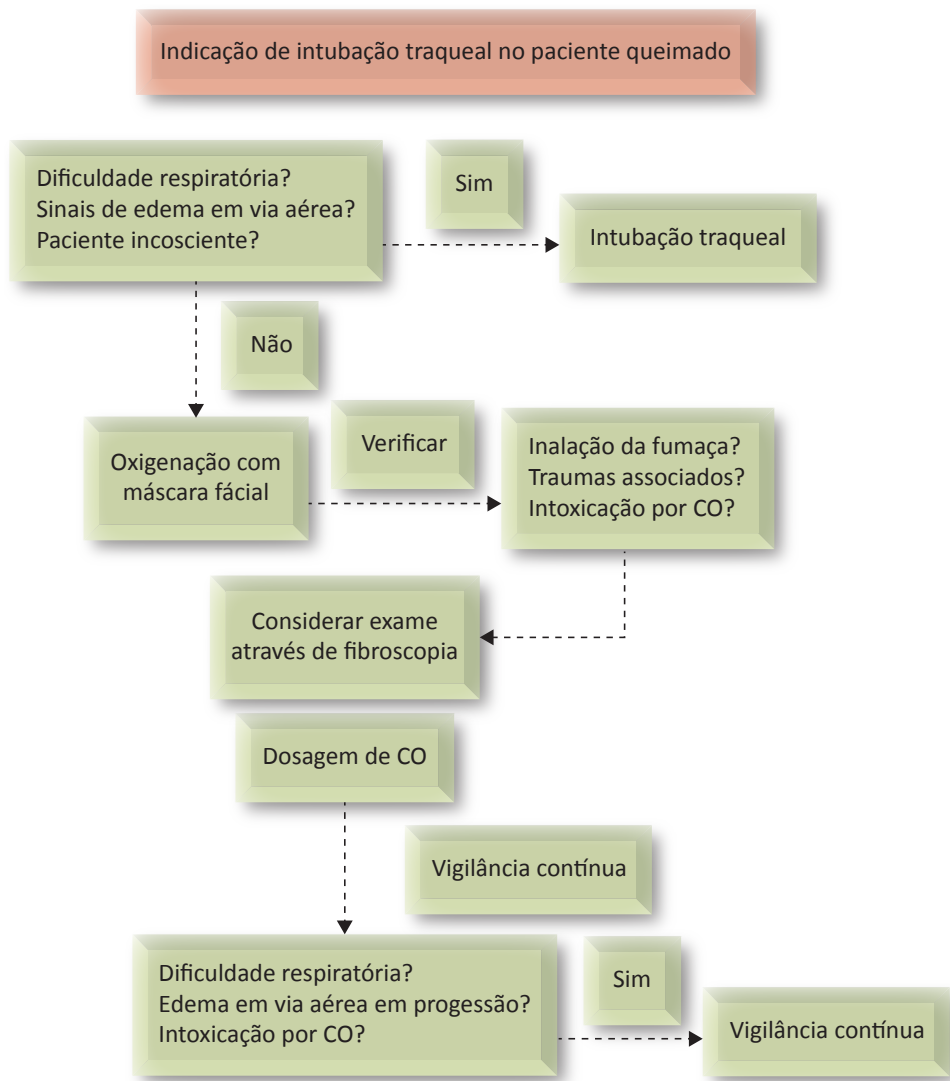 Indicação de intubação traqueal no paciente queimado
Dificuldade respiratória?
Sinais de edema em via aérea?
Paciente incosciente?
Sim
Intubação traqueal
Não
Oxigenação com
máscara fácial
Verificar
Inalação da fumaça?
Traumas associados?
Intoxicação por CO?
Considerar exame
através de fibroscopia
Dosagem de CO
Vigilância contínua
Dificuldade respiratória?
Edema em via aérea em progessão?
Intoxicação por CO?
Sim
Vigilância contínua